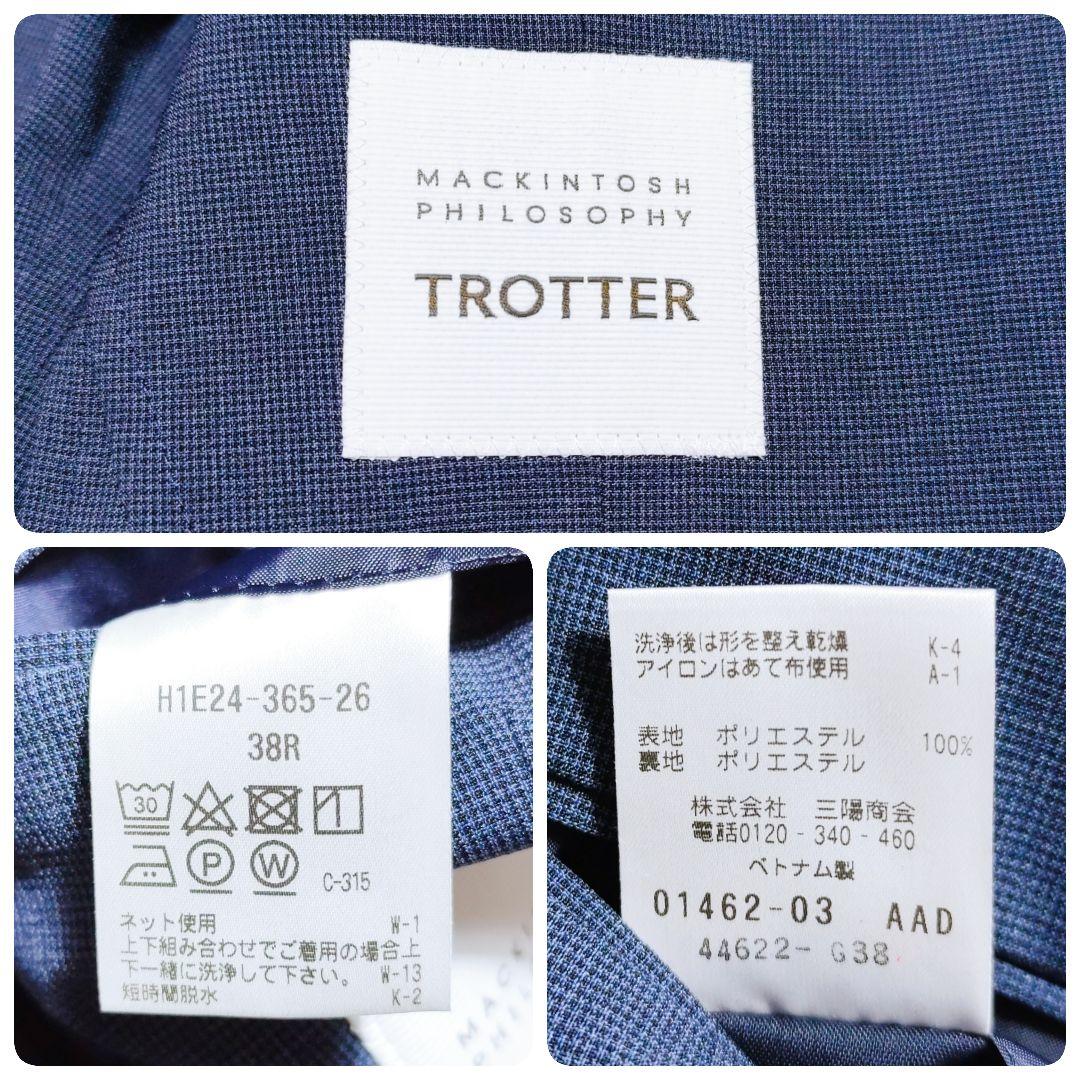 MACKINTOSH
PHILOSOPHY
TROTTER
H1E24-365-26
38R
30
P
W
C-315
ネット使用 W-1
上下組み合わせでご着用の場合上
下一緒に洗浄して下さい。 W-13
短時間脱水 K-2
MACKIN
洗浄後は形を整え乾燥 K-4
アイロンはあて布使用 A-1
表地 ポリエステル 100%
裏地 ポリエステル
株式会社 三陽商会
電話0120-340-460
ベトナム製
01462-03 AAD
44622-G38